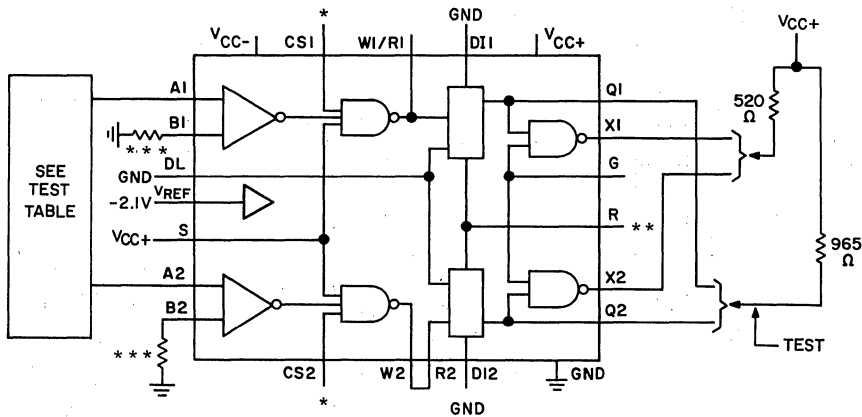 * GND VCC+
VCC- CS1 W1/R1 DI1 VCC+
A1 Q1
520 Ω
B1 X1
***
SEE TEST TABLE
DL
GND G
VREF
-2.1V
R **
VCC+ S
965 Ω
A2 X2
B2 Q2
*** TEST
CS2 W2 R2 DI2 GND
* GND